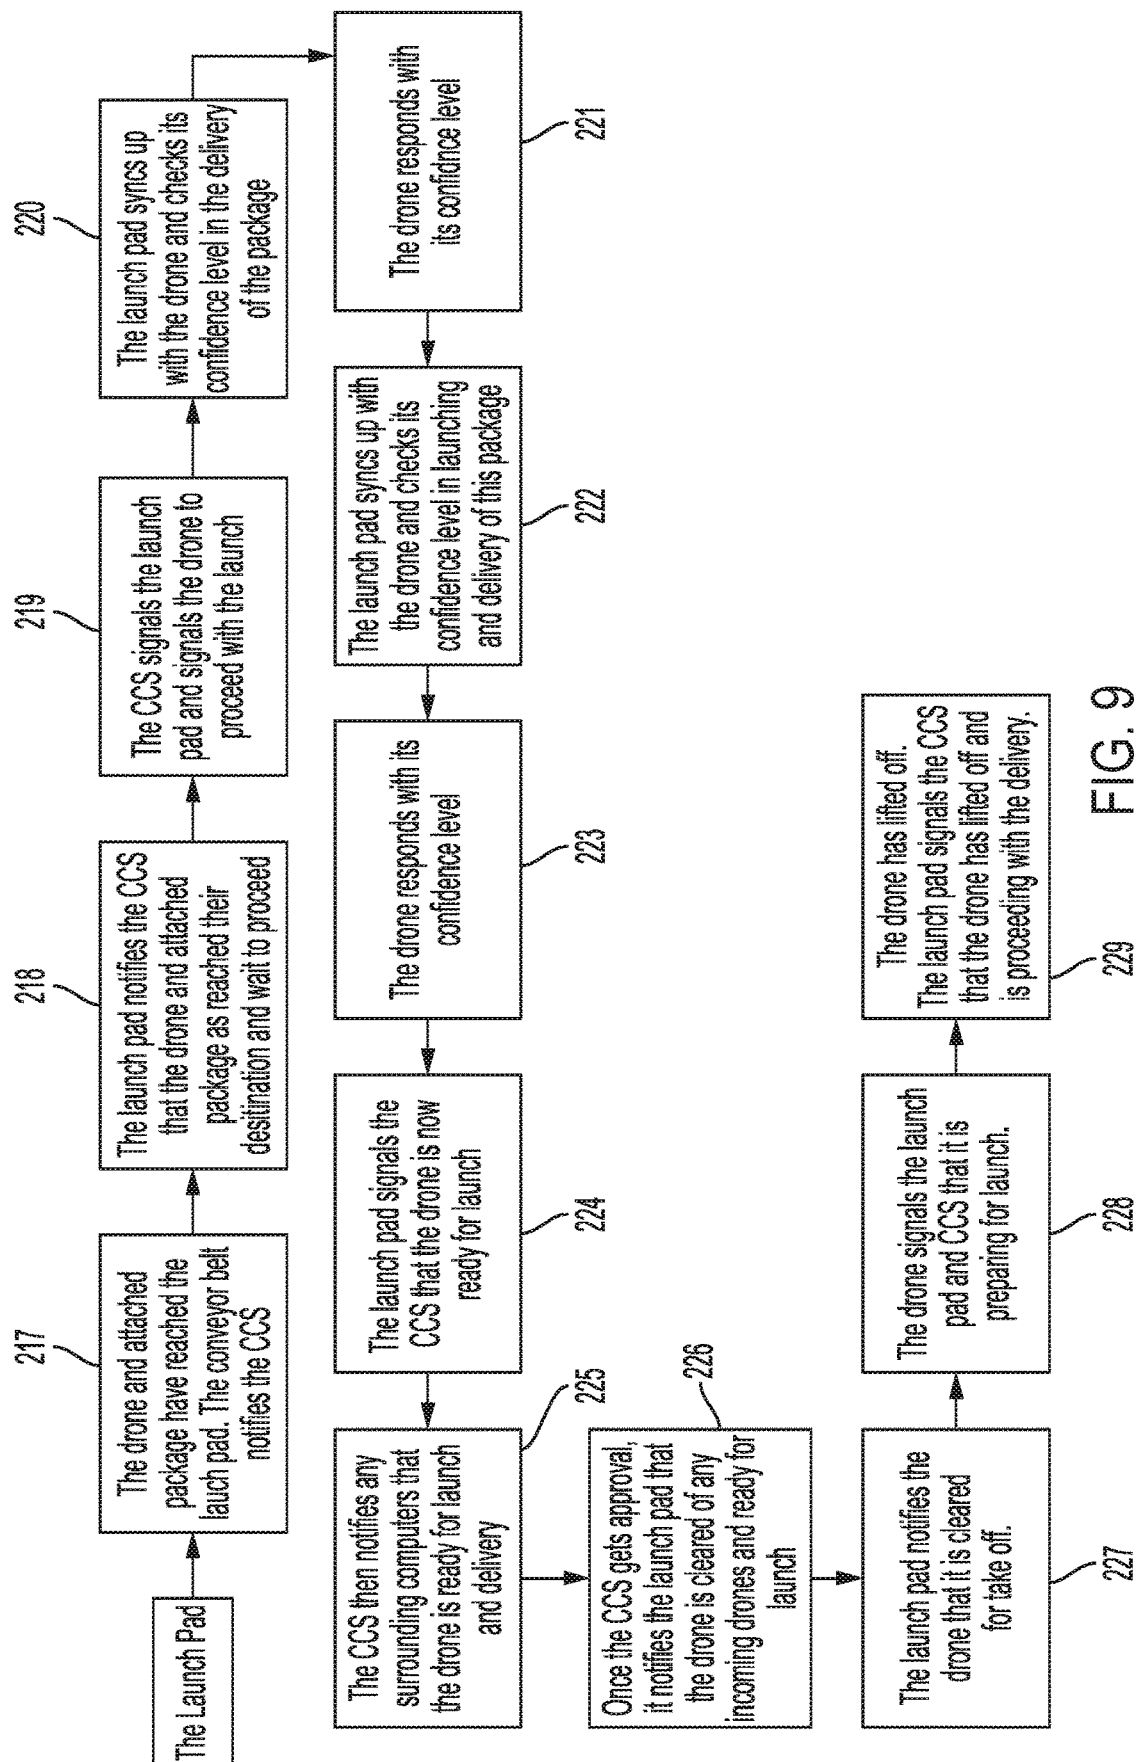 The Launch Pad
217
The drone and attached
package have reached the
lauch pad. The conveyor belt
notifies the CCS
218
The launch pad notifies the CCS
that the drone and attached
package as reached their
desitination and wait to proceed
219
The CCS signals the launch
pad and signals the drone to
proceed with the launch
220
The launch pad syncs up
with the drone and checks its
confidence level in the delivery
of the package
The drone responds with
its confidnce level
221
The launch pad syncs up with
the drone and checks its
confidence level in launching
and delivery of this package
222
The drone responds with its
confidence level
223
The launch pad signals the
CCS that the drone is now
ready for launch
224
The CCS then notifies any
surrounding computers that
the drone is ready for launch
and delivery
225
Once the CCS gets approval,
it notifies the launch pad that
the drone is cleared of any
incoming drones and ready for
launch
226
The launch pad notifies the
drone that it is cleared
for take off.
227
The drone signals the launch
pad and CCS that it is
preparing for launch.
228
The drone has lifted off.
The launch pad signals the CCS
that the drone has lifted off and
is proceeding with the delivery.
229
FIG. 9